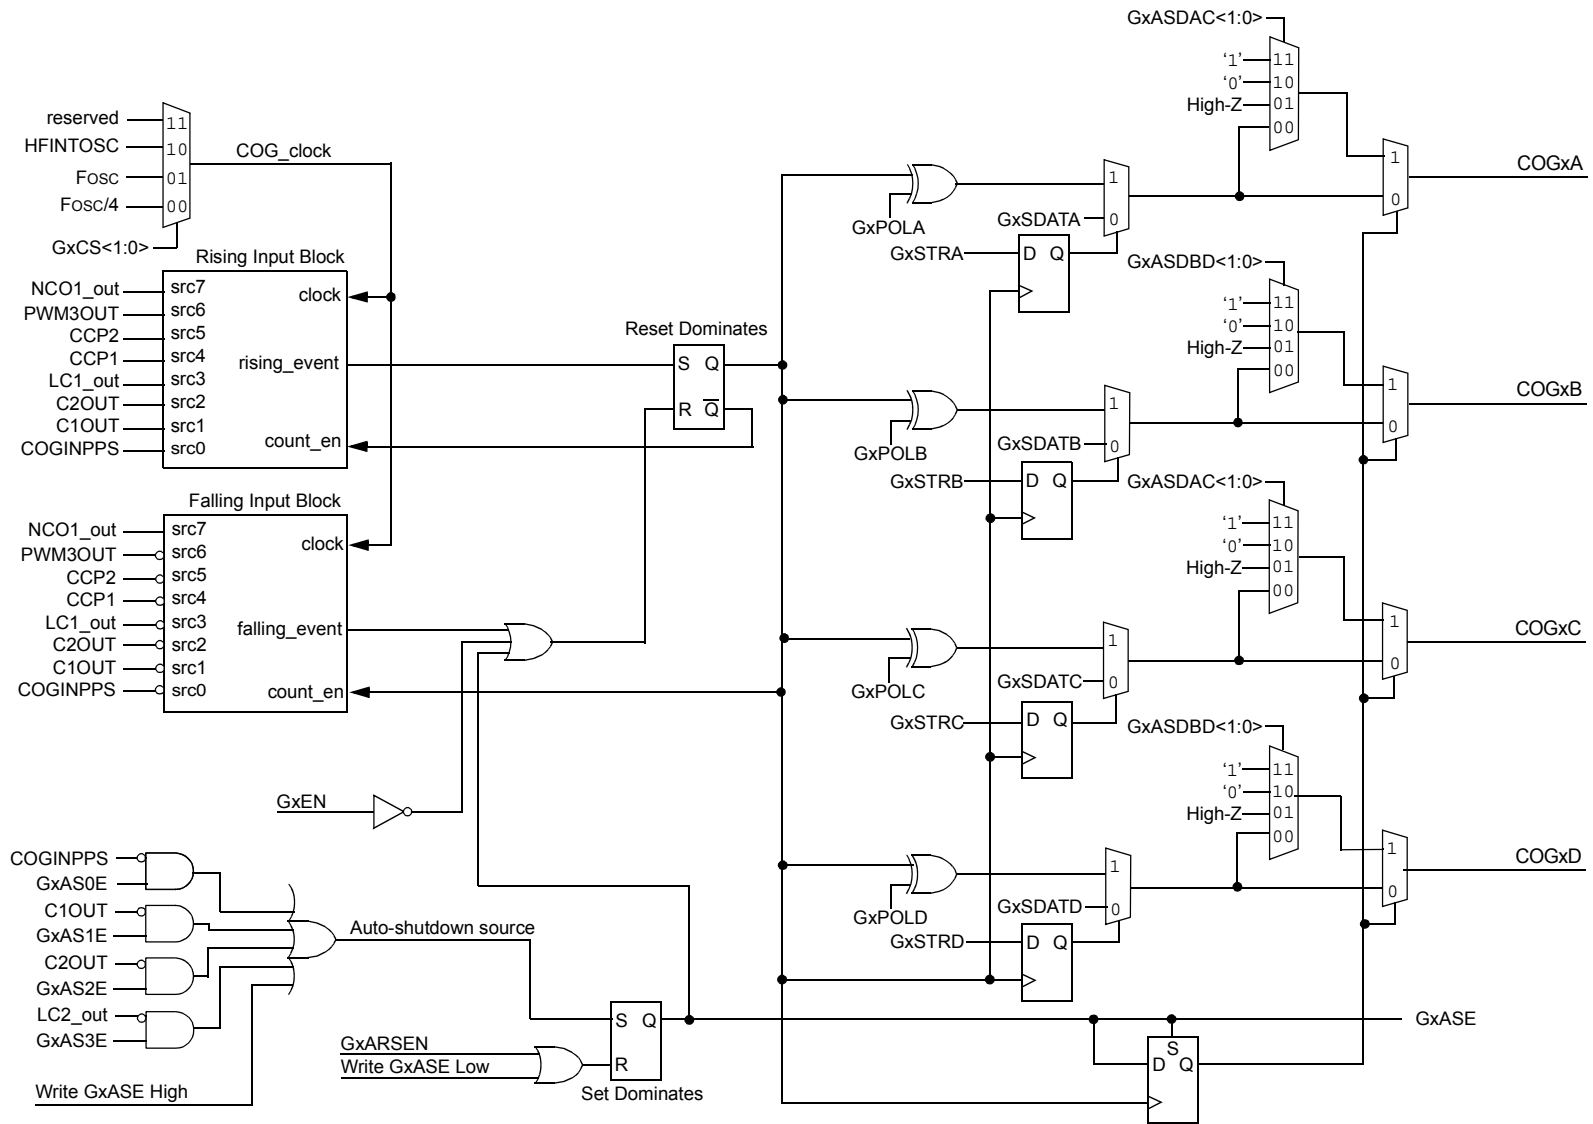 GxASDAC<1:0>
'1' 11
'0' 10
High-Z 01
00
reserved 11
HFINTOSC 10
COG_clock
FOSC 01
FOSC/4 00
GxCS<1:0>
1
0
COGxA
GxPOLA
1
GxSDATA 0
GxSTRA D Q
Rising Input Block
NCO1_out src7
clock
PWM3OUT src6
CCP2 src5
CCP1 src4
rising_event
LC1_out src3
C2OUT src2
C1OUT src1
count_en
COGINPPS src0
Reset Dominates
S Q
R Q̅
GxASDBD<1:0>
'1' 11
'0' 10
High-Z 01
00
1
0
COGxB
GxPOLB
1
GxSDATB 0
GxSTRB D Q
Falling Input Block
NCO1_out src7
clock
PWM3OUT src6
CCP2 src5
CCP1 src4
LC1_out src3
falling_event
C2OUT src2
C1OUT src1
COGINPPS src0
count_en
GxASDAC<1:0>
'1' 11
'0' 10
High-Z 01
00
1
0
COGxC
GxPOLC
1
GxSDATC 0
GxSTRC D Q
GxASDBD<1:0>
'1' 11
'0' 10
High-Z 01
00
1
0
COGxD
GxPOLD
1
GxSDATD 0
GxSTRD D Q
GxEN
COGINPPS
GxAS0E
C1OUT
GxAS1E
Auto-shutdown source
C2OUT
GxAS2E
LC2_out
GxAS3E
Write GxASE High
GxARSEN
Write GxASE Low
S Q
R
Set Dominates
GxASE
S
D Q